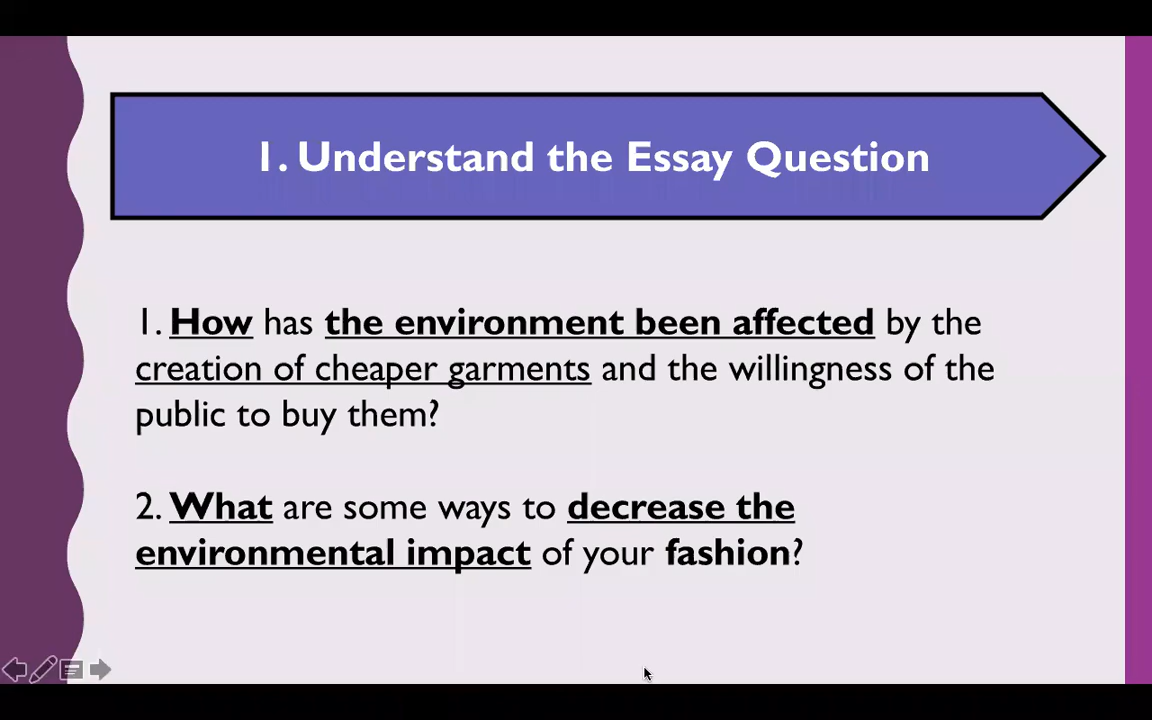 1. Understand the Essay Question
1. How has the environment been affected by the
creation of cheaper garments and the willingness of the
public to buy them?
2. What are some ways to decrease the
environmental impact of your fashion?